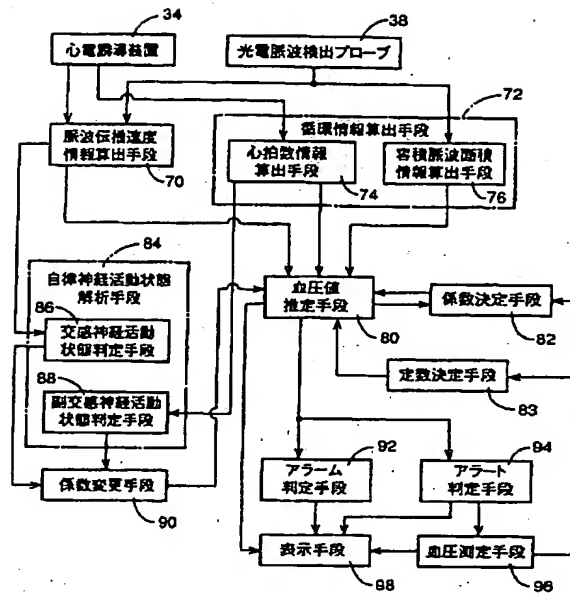 34
38
心電誘導装置
光電脈波検出プローブ
72
循環情報算出手段
脈波伝播速度
情報算出手段
70
心拍数情報
算出手段
74
容積脈波面積
情報算出手段
76
84
自律神経活動状態
解析手段
86
交感神経活動
状態判定手段
88
副交感神経活動
状態判定手段
係数変更手段
90
血圧値
推定手段
80
係数決定手段
82
定数決定手段
83
92
アラーム
判定手段
94
アラート
判定手段
表示手段
98
血圧測定手段
96